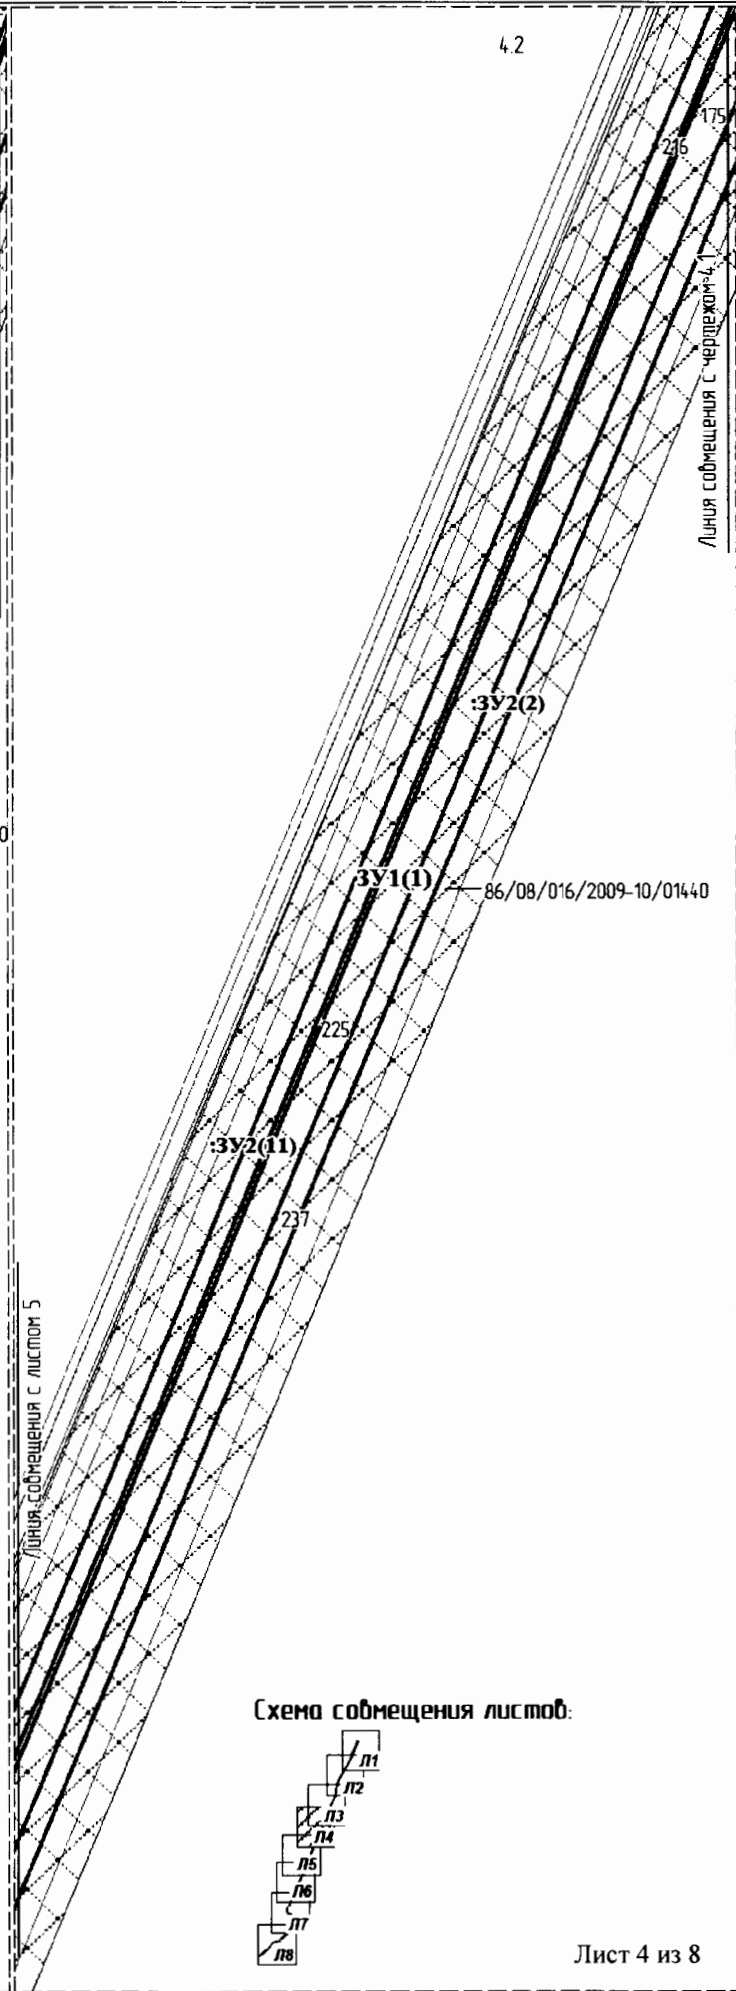 4.2
175
216
Линия совмещения с чертежом 4.1
:ЗУ2(2)
0
ЗУ1(1)
86/08/016/2009-10/01440
225
:ЗУ2(11)
237
Линия совмещения с листом 5
Схема совмещения листов:
Л1
Л2
Л3
Л4
Л5
Л6
Л7
Л8
Лист 4 из 8